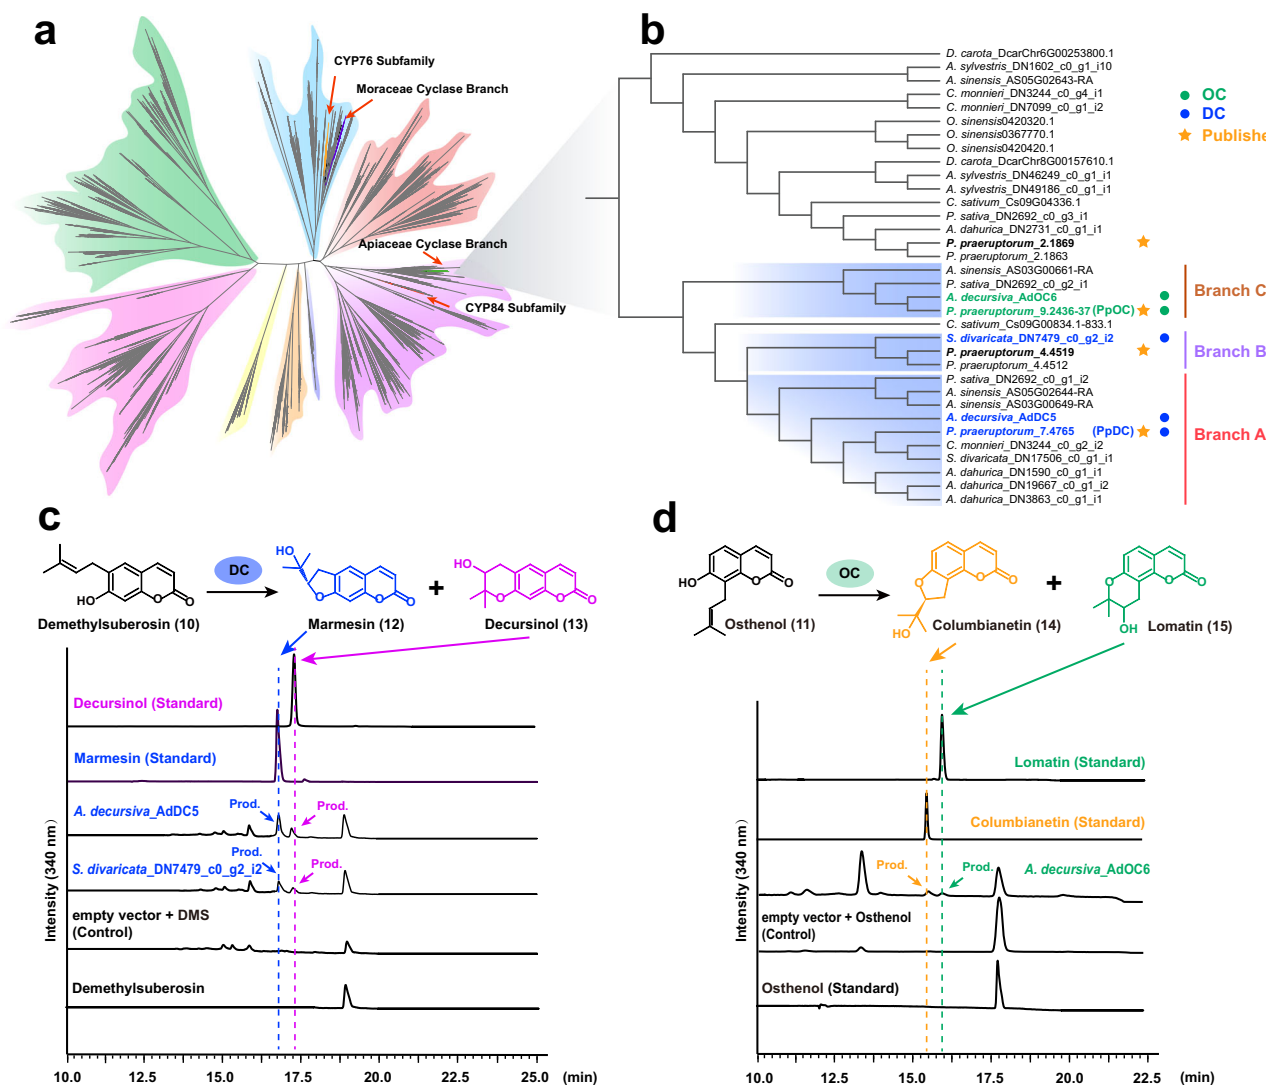 a
CYP76 Subfamily
Moraceae Cyclase Branch
Apiaceae Cyclase Branch
CYP84 Subfamily
b
D. carota_DcarChr6G00253800.1
A. sylvestris_DN1602_c0_g1_i10
A. sinensis_AS05G02643-RA
C. monnieri_DN3244_c0_g4_i1
C. monnieri_DN7099_c0_g1_i2
O. sinensis0420320.1
O. sinensis0367770.1
O. sinensis0420420.1
D. carota_DcarChr8G00157610.1
A. sylvestris_DN46249_c0_g1_i1
A. sylvestris_DN49186_c0_g1_i1
C. sativum_Cs09G04336.1
P. sativa_DN2692_c0_g3_i1
A. dahurica_DN2731_c0_g1_i1
P. praeruptorum_2.1869
P. praeruptorum_2.1863
A. sinensis_AS03G00661-RA
P. sativa_DN2692_c0_g2_i1
A. decursiva_AdOC6
P. praeruptorum_9.2436-37 (PpOC)
C. sativum_Cs09G00834.1-833.1
S. divaricata_DN7479_c0_g2_i2
P. praeruptorum_4.4519
P. praeruptorum_4.4512
P. sativa_DN2692_c0_g1_i2
A. sinensis_AS05G02644-RA
A. sinensis_AS03G00649-RA
A. decursiva_AdDC5
P. praeruptorum_7.4765 (PpDC)
C. monnieri_DN3244_c0_g2_i2
S. divaricata_DN17506_c0_g1_i1
A. dahurica_DN1590_c0_g1_i1
A. dahurica_DN19667_c0_g1_i2
A. dahurica_DN3863_c0_g1_i1
OC
DC
Publishe
Branch C
Branch B
Branch A
c
HO
O
O
DC
HO
O
O
O
+
HO
O
O
O
Demethylsuberosin (10)
Marmesin (12)
Decursinol (13)
Decursinol (Standard)
Marmesin (Standard)
A. decursiva_AdDC5
Prod.
Prod.
S. divaricata_DN7479_c0_g2_i2
Prod.
Prod.
empty vector + DMS
(Control)
Demethylsuberosin
Intensity (340 nm)
10.0 15.0 17.5 20.0 22.5 25.0 (min)
d
HO
O
O
OC
O
O
O
HO
+
O
O
O
OH
Osthenol (11)
Columbianetin (14)
Lomatin (15)
Lomatin (Standard)
Columbianetin (Standard)
Prod.
Prod.
A. decursiva_AdOC6
empty vector + Osthenol
(Control)
Osthenol (Standard)
Intensity (340 nm)
10.0 12.5 15.0 17.5 20.0 22.5 (min)